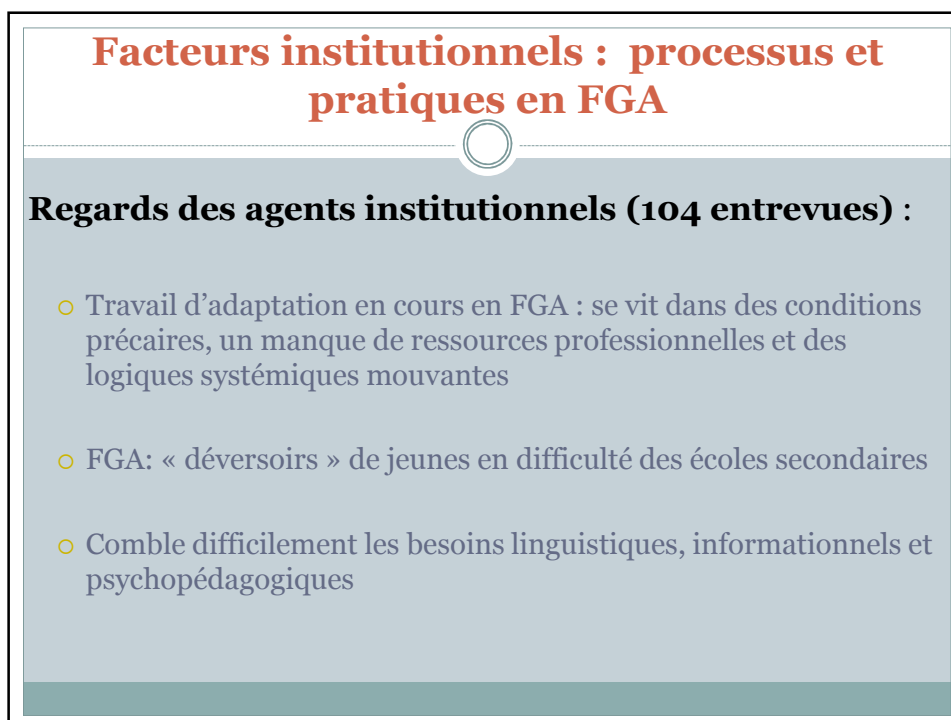 Facteurs institutionnels : processus et
pratiques en FGA
Regards des agents institutionnels (104 entrevues) :
Travail d’adaptation en cours en FGA : se vit dans des conditions
précaires, un manque de ressources professionnelles et des
logiques systémiques mouvantes
FGA: « déversoirs » de jeunes en difficulté des écoles secondaires
Comble difficilement les besoins linguistiques, informationnels et
psychopédagogiques